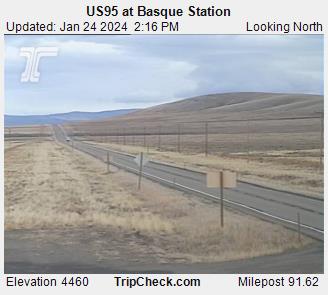 US95 at Basque Station
Updated: Jan 24 2024 2:16 PM Looking North
Elevation 4460 TripCheck.com Milepost 91.62